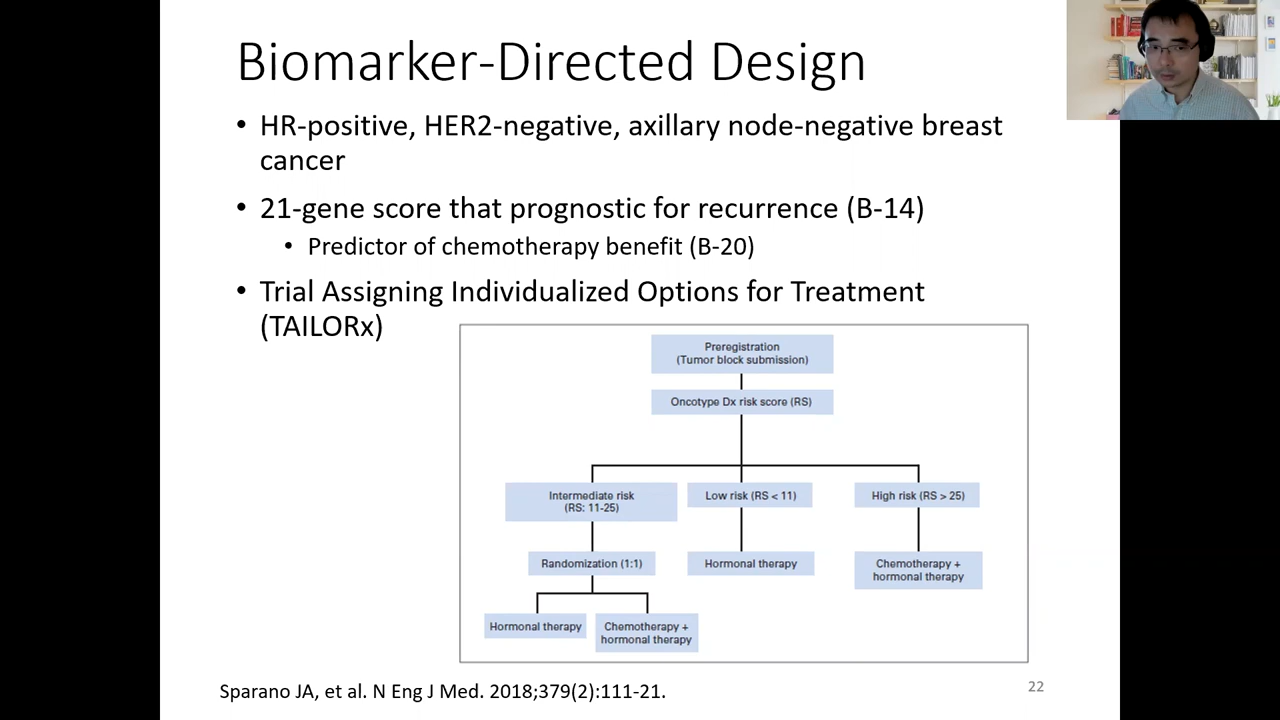 Biomarker-Directed Design
• HR-positive, HER2-negative, axillary node-negative breast
cancer
• 21-gene score that prognostic for recurrence (B-14)
• Predictor of chemotherapy benefit (B-20)
• Trial Assigning Individualized Options for Treatment
(TAILORx)
Preregistration
(Tumor block submission)
Oncotype Dx risk score (RS)
Intermediate risk
(RS: 11-25)
Low risk (RS < 11)
High risk (RS > 25)
Randomization (1:1)
Hormonal therapy
Chemotherapy +
hormonal therapy
Hormonal therapy
Chemotherapy +
hormonal therapy
Sparano JA, et al. N Eng J Med. 2018;379(2):111-21.
22